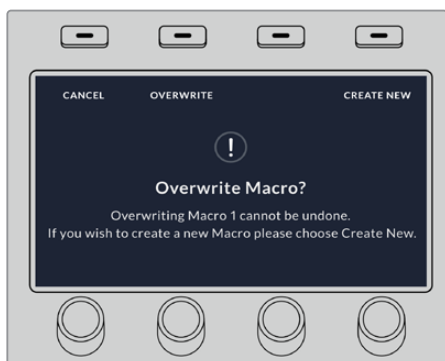 CANCEL OVERWRITE CREATE NEW
!
Overwrite Macro?
Overwriting Macro 1 cannot be undone.
If you wish to create a new Macro please choose Create New.